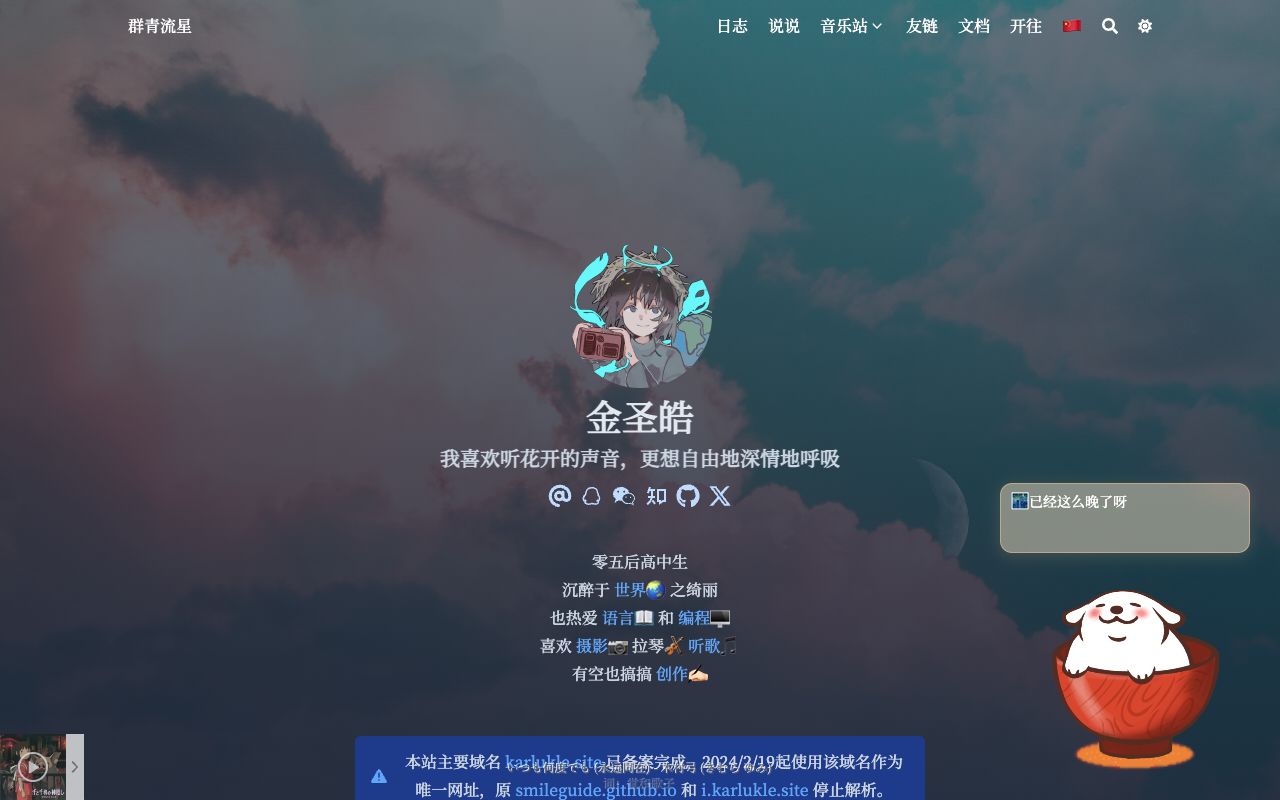 群青流星
日志 说说 音乐站 友链 文档 开往
金圣皓
我喜欢听花开的声音，更想自由地深情地呼吸
知
已经这么晚了呀
零五后高中生
沉醉于 世界🌏 之绮丽
也热爱 语言📖 和 编程🖥️
喜欢 摄影📷 拉琴🎻 听歌🎵
有空也搞搞 创作✍🏻
本站主要域名 karlukle.site 已备案完成。2024/2/19起使用该域名作为
唯一网址，原 smileguide.github.io 和 i.karlukle.site 停止解析。